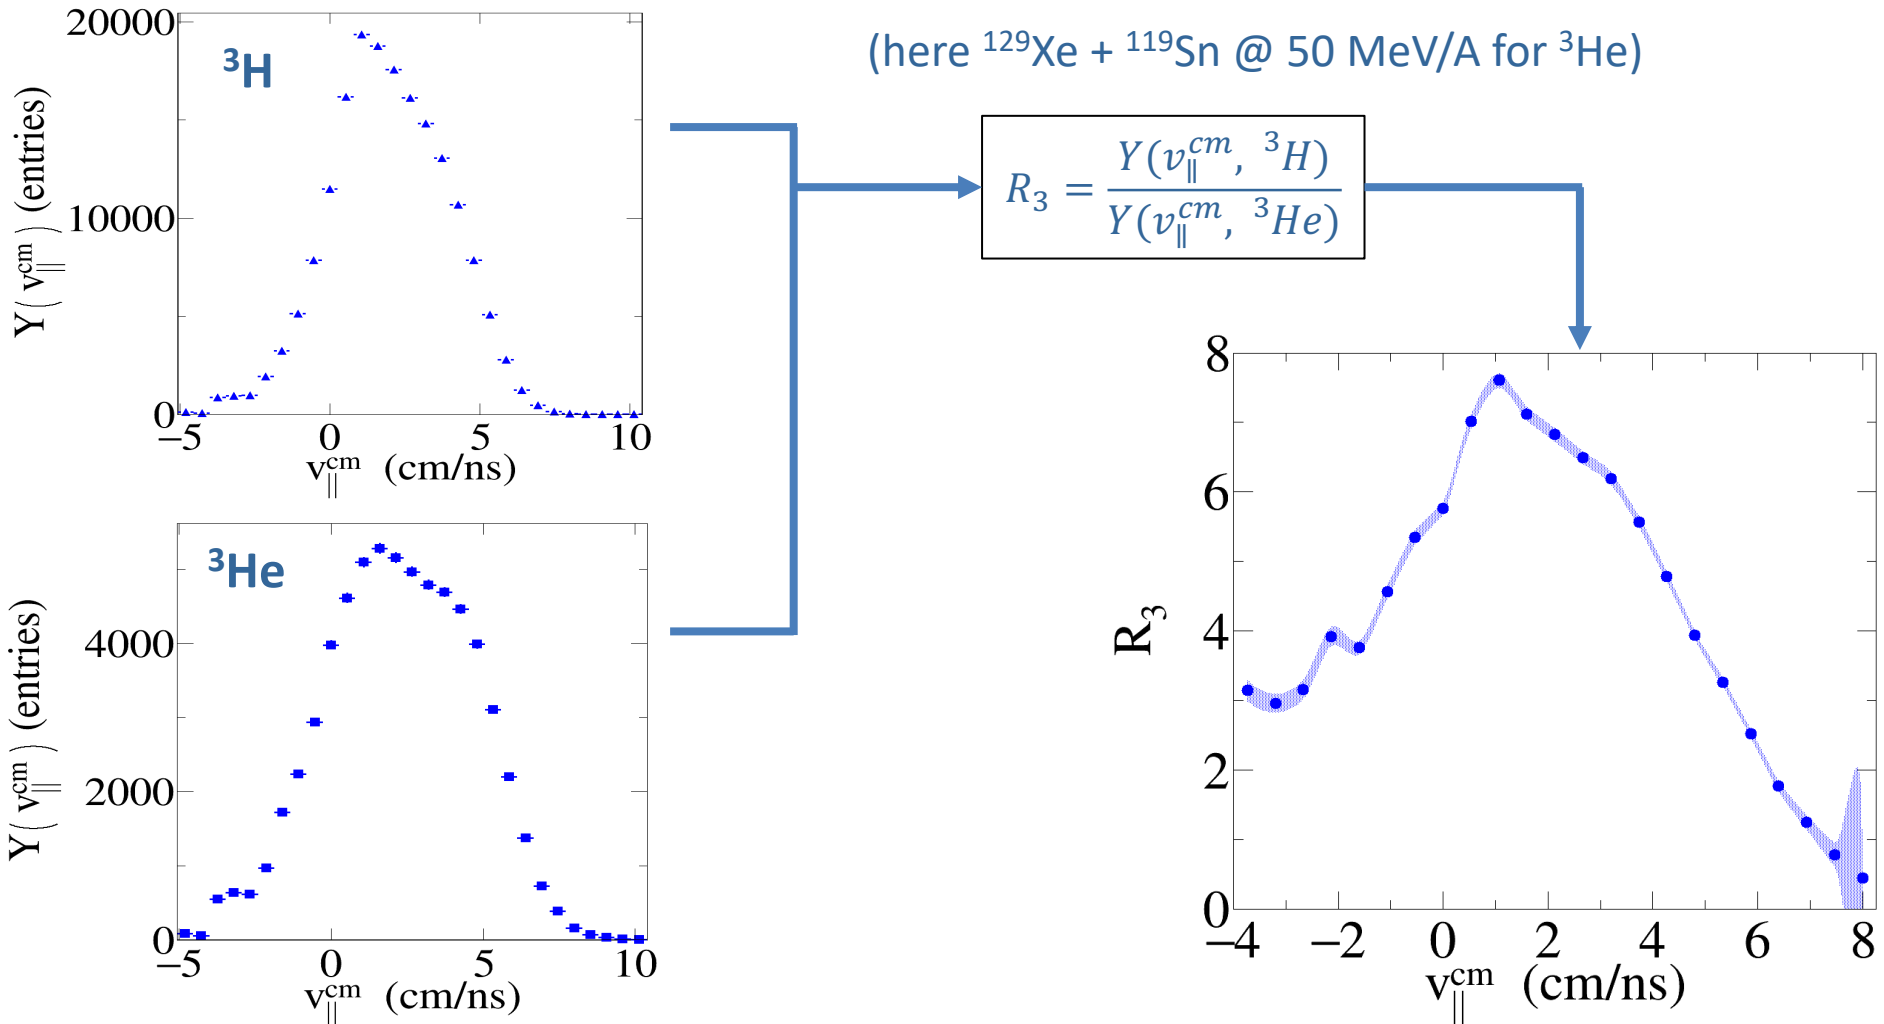 (here ¹²⁹Xe + ¹¹⁹Sn @ 50 MeV/A for ³He)
³H
20000
10000
0
Y( v∥ᶜᵐ ) (entries)
−5 0 5 10
v∥ᶜᵐ (cm/ns)
R₃ = Y(v∥ᶜᵐ, ³H) / Y(v∥ᶜᵐ, ³He)
³He
4000
2000
0
Y( v∥ᶜᵐ ) (entries)
−5 0 5 10
v∥ᶜᵐ (cm/ns)
8
6
4
2
0
R₃
−4 −2 0 2 4 6 8
v∥ᶜᵐ (cm/ns)